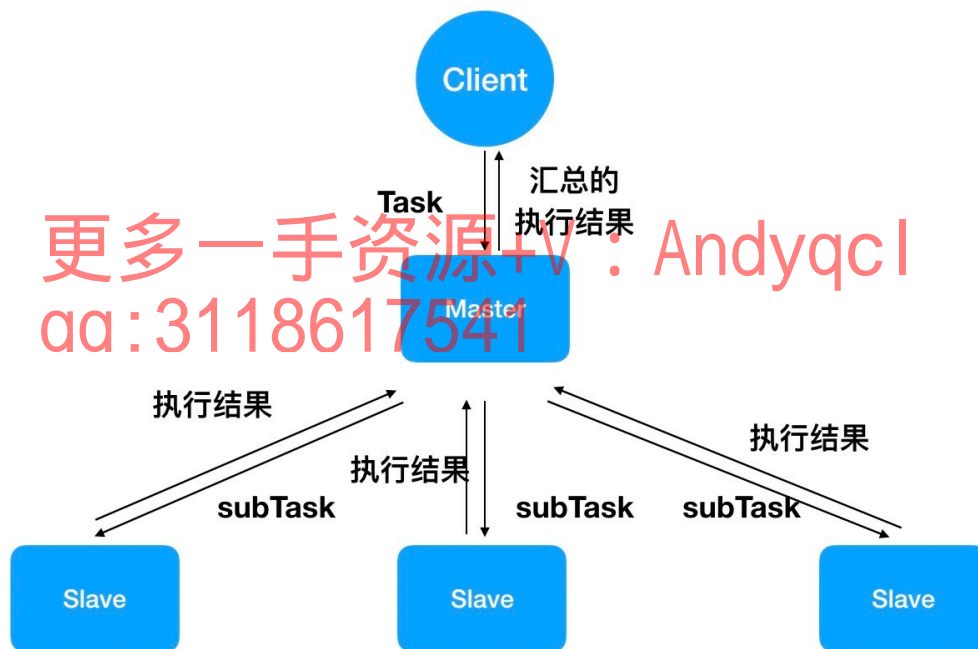 Client
Task
汇总的
执行结果
更多一手资源+V：Andyqcl
qq:3118617541
Master
执行结果
执行结果
执行结果
subTask
subTask
subTask
Slave
Slave
Slave